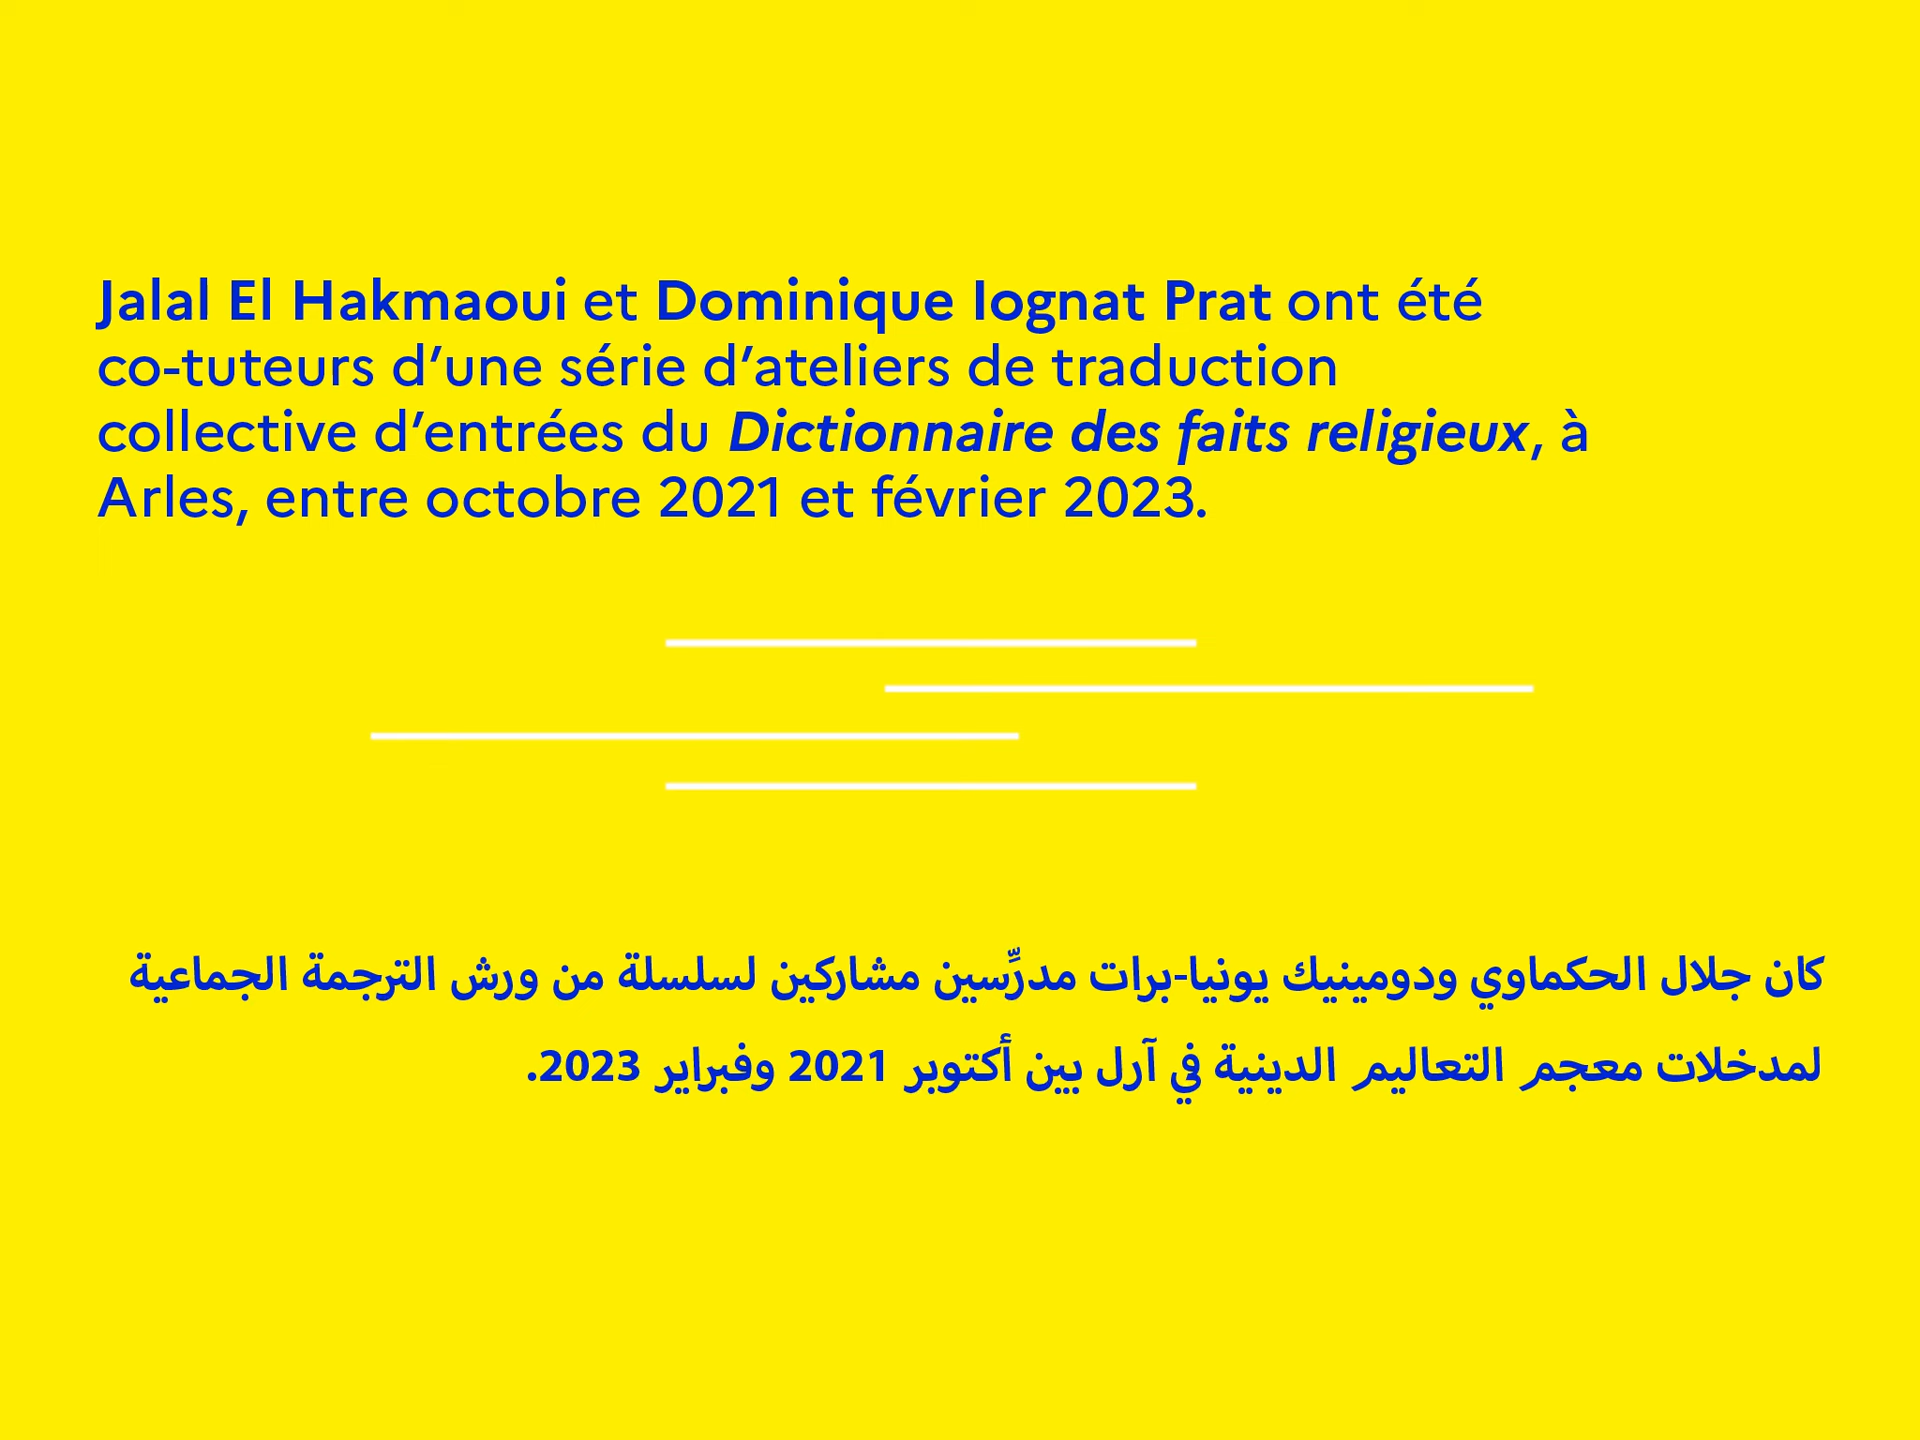 Jalal El Hakmaoui et Dominique Iognat Prat ont été
co-tuteurs d’une série d’ateliers de traduction
collective d’entrées du Dictionnaire des faits religieux, à
Arles, entre octobre 2021 et février 2023.
كان جلال الحكماوي ودومينيك يونيا-برات مدرِّسين مشاركين لسلسلة من ورش الترجمة الجماعية
لمدخلات معجم التعاليم الدينية في آرل بين أكتوبر 2021 وفبراير 2023.